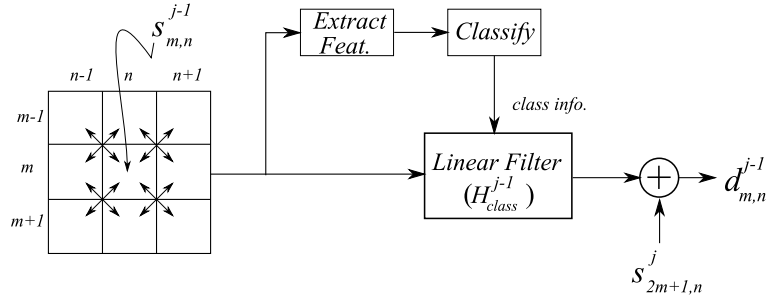 s^{j-1}_{m,n}
Extract
Feat.
Classify
n-1 n n+1
m-1
m
m+1
class info.
Linear Filter
(H^{j-1}_{class})
+
d^{j-1}_{m,n}
s^{j}_{2m+1,n}